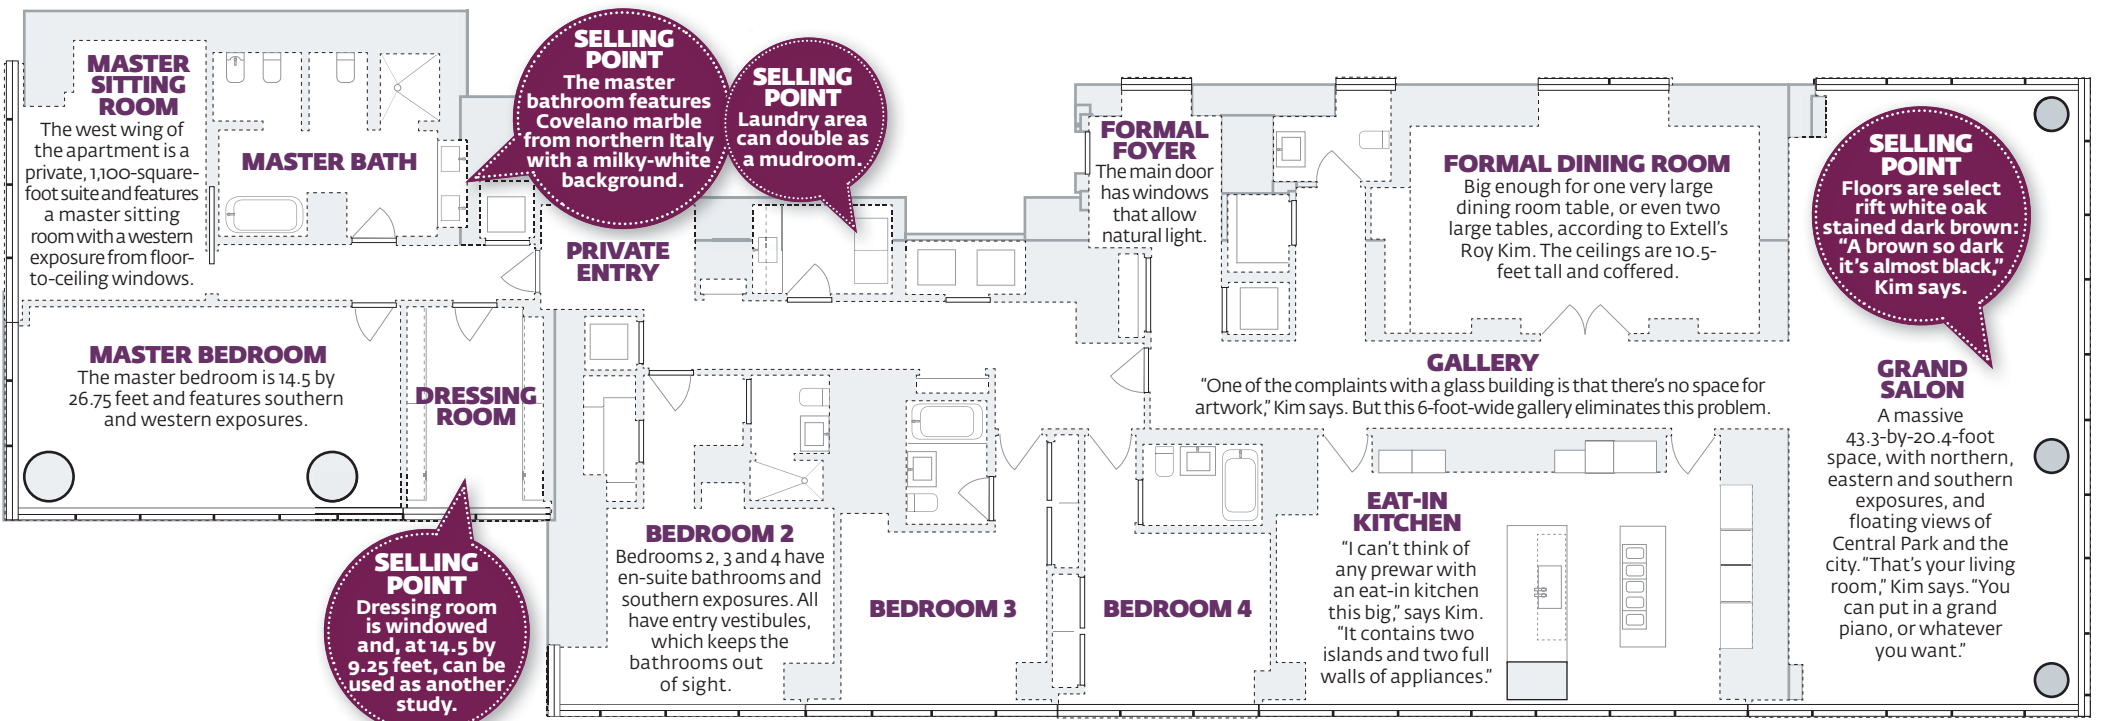 MASTER
SITTING
ROOM
The west wing of
the apartment is a
private, 1,100-square-
foot suite and features
a master sitting
room with a western
exposure from floor-
to-ceiling windows.
MASTER BATH
SELLING
POINT
The master
bathroom features
Covelano marble
from northern Italy
with a milky-white
background.
SELLING
POINT
Laundry area
can double as
a mudroom.
PRIVATE
ENTRY
FORMAL
FOYER
The main door
has windows
that allow
natural light.
FORMAL DINING ROOM
Big enough for one very large
dining room table, or even two
large tables, according to Extell’s
Roy Kim. The ceilings are 10.5-
feet tall and coffered.
SELLING
POINT
Floors are select
rift white oak
stained dark brown:
“A brown so dark
it’s almost black,”
Kim says.
MASTER BEDROOM
The master bedroom is 14.5 by
26.75 feet and features southern
and western exposures.
DRESSING
ROOM
GALLERY
“One of the complaints with a glass building is that there’s no space for
artwork,” Kim says. But this 6-foot-wide gallery eliminates this problem.
GRAND
SALON
A massive
43.3-by-20.4-foot
space, with northern,
eastern and southern
exposures, and
floating views of
Central Park and the
city. “That’s your living
room,” Kim says. “You
can put in a grand
piano, or whatever
you want.”
SELLING
POINT
Dressing room
is windowed
and, at 14.5 by
9.25 feet, can be
used as another
study.
BEDROOM 2
Bedrooms 2, 3 and 4 have
en-suite bathrooms and
southern exposures. All
have entry vestibules,
which keeps the
bathrooms out
of sight.
BEDROOM 3
BEDROOM 4
EAT-IN
KITCHEN
“I can’t think of
any prewar with
an eat-in kitchen
this big,” says Kim.
“It contains two
islands and two full
walls of appliances.”